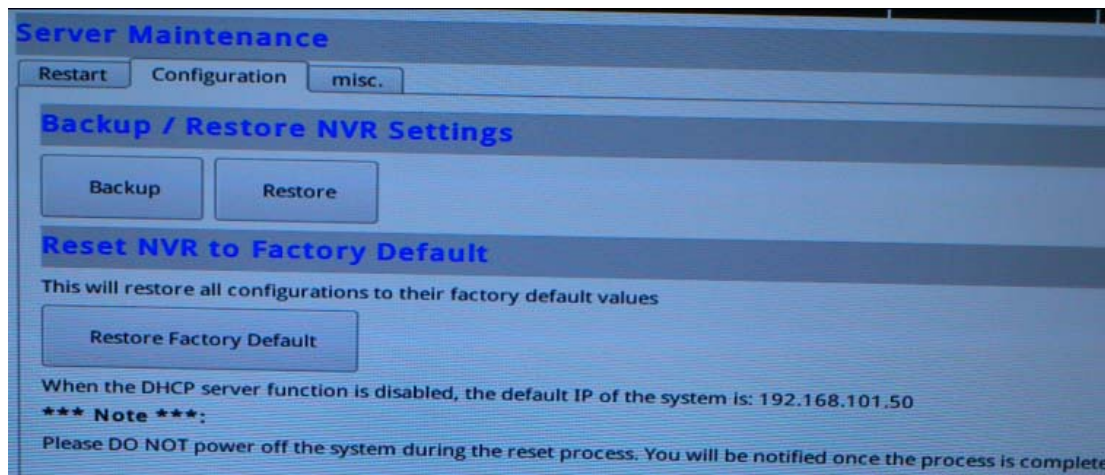 Server Maintenance
Restart Configuration misc.
Backup / Restore NVR Settings
Backup Restore
Reset NVR to Factory Default
This will restore all configurations to their factory default values
Restore Factory Default
When the DHCP server function is disabled, the default IP of the system is: 192.168.101.50
*** Note ***:
Please DO NOT power off the system during the reset process. You will be notified once the process is complete